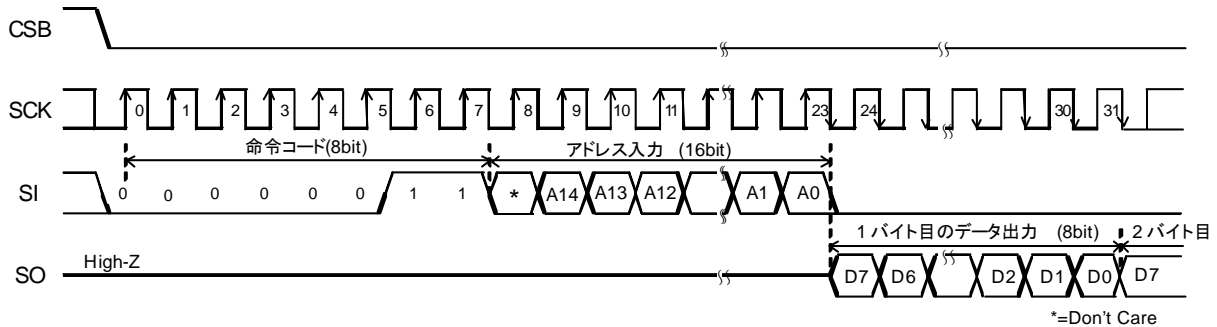 CSB
SCK 0 1 2 3 4 5 6 7 8 9 10 11 23 24 30 31
命令コード(8bit) アドレス入力 (16bit)
SI 0 0 0 0 0 0 1 1 * A14 A13 A12 A1 A0
1バイト目のデータ出力 (8bit) 2バイト目
SO High-Z D7 D6 D2 D1 D0 D7
*=Don't Care